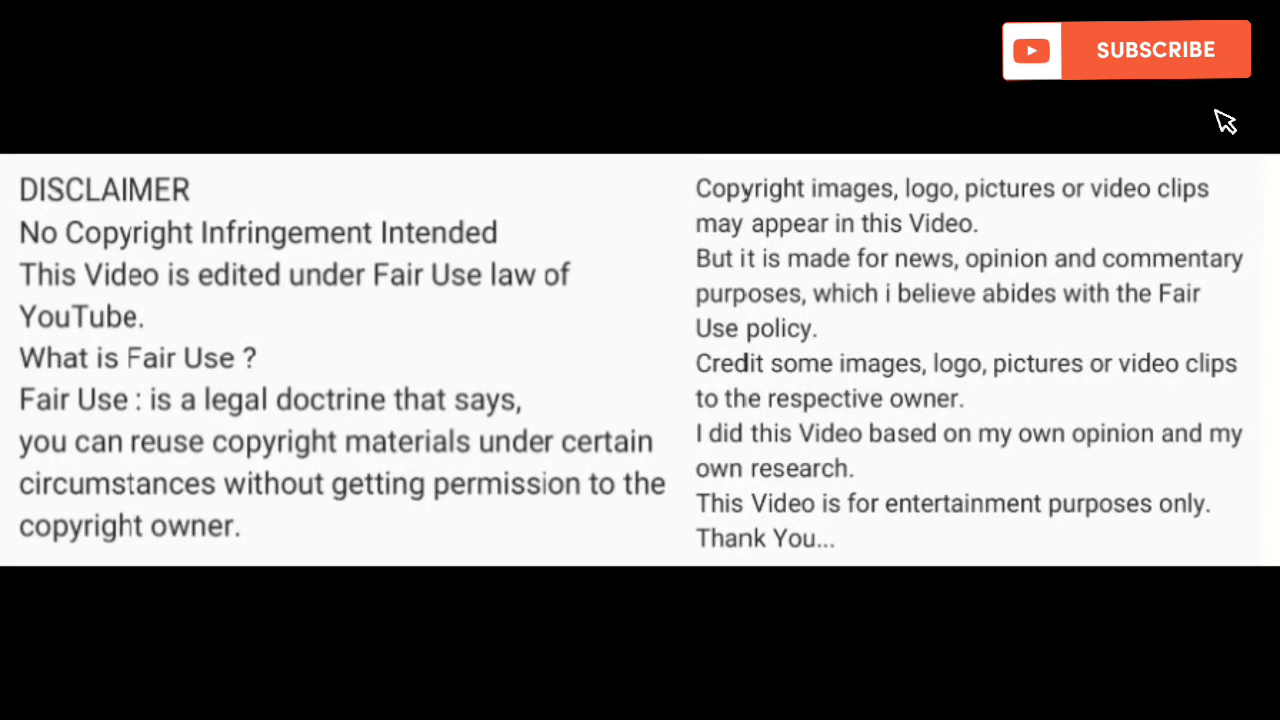 SUBSCRIBE
DISCLAIMER
No Copyright Infringement Intended
This Video is edited under Fair Use law of
YouTube.
What is Fair Use ?
Fair Use : is a legal doctrine that says,
you can reuse copyright materials under certain
circumstances without getting permission to the
copyright owner.
Copyright images, logo, pictures or video clips
may appear in this Video.
But it is made for news, opinion and commentary
purposes, which i believe abides with the Fair
Use policy.
Credit some images, logo, pictures or video clips
to the respective owner.
I did this Video based on my own opinion and my
own research.
This Video is for entertainment purposes only.
Thank You...